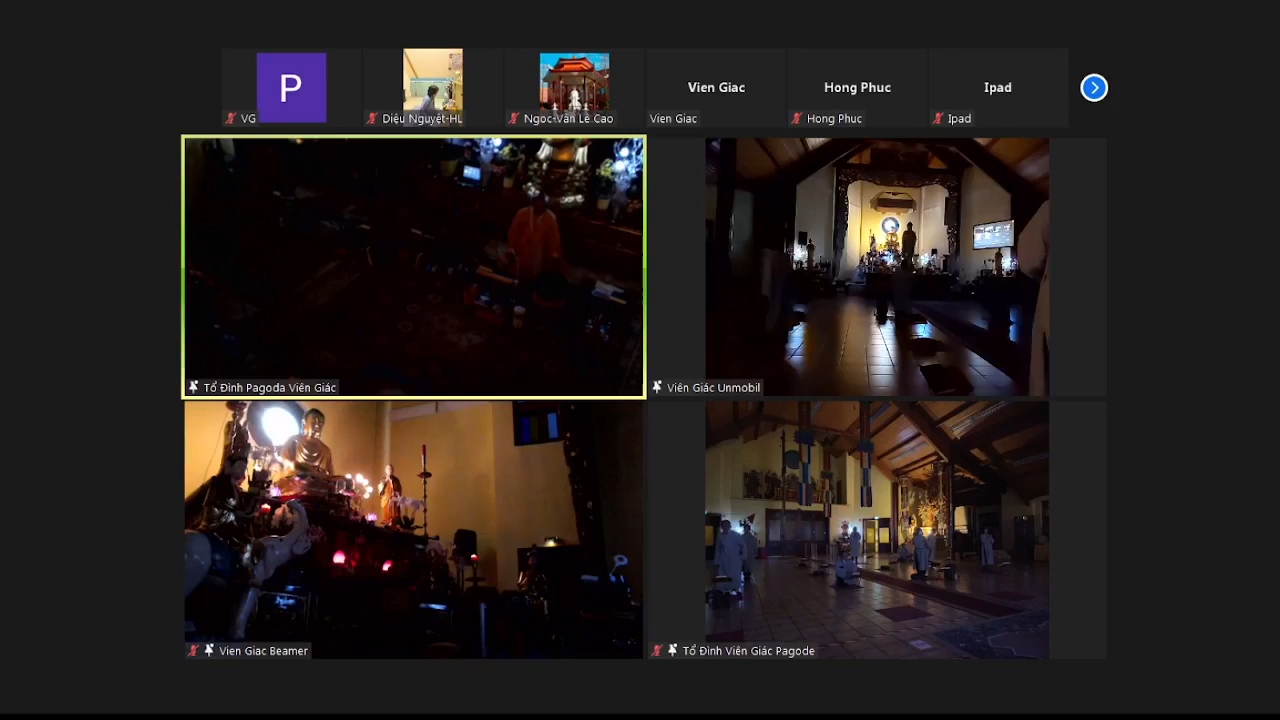 P
VG
Diệu Nguyệt-HL
Ngoc-Vân Lê Cao
Vien Giac
Vien Giac
Hong Phuc
Hong Phuc
Ipad
Ipad
Tổ Đình Pagoda Viên Giác
Viên Giác Unmobil
Vien Giac Beamer
Tổ Đình Viên Giác Pagode